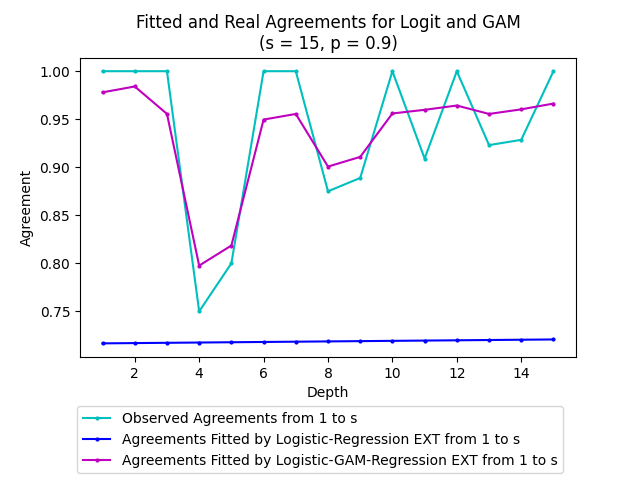 Fitted and Real Agreements for Logit and GAM
(s = 15, p = 0.9)
1.00
0.95
0.90
0.85
0.80
0.75
Agreement
2 4 6 8 10 12 14
Depth
Observed Agreements from 1 to s
Agreements Fitted by Logistic-Regression EXT from 1 to s
Agreements Fitted by Logistic-GAM-Regression EXT from 1 to s